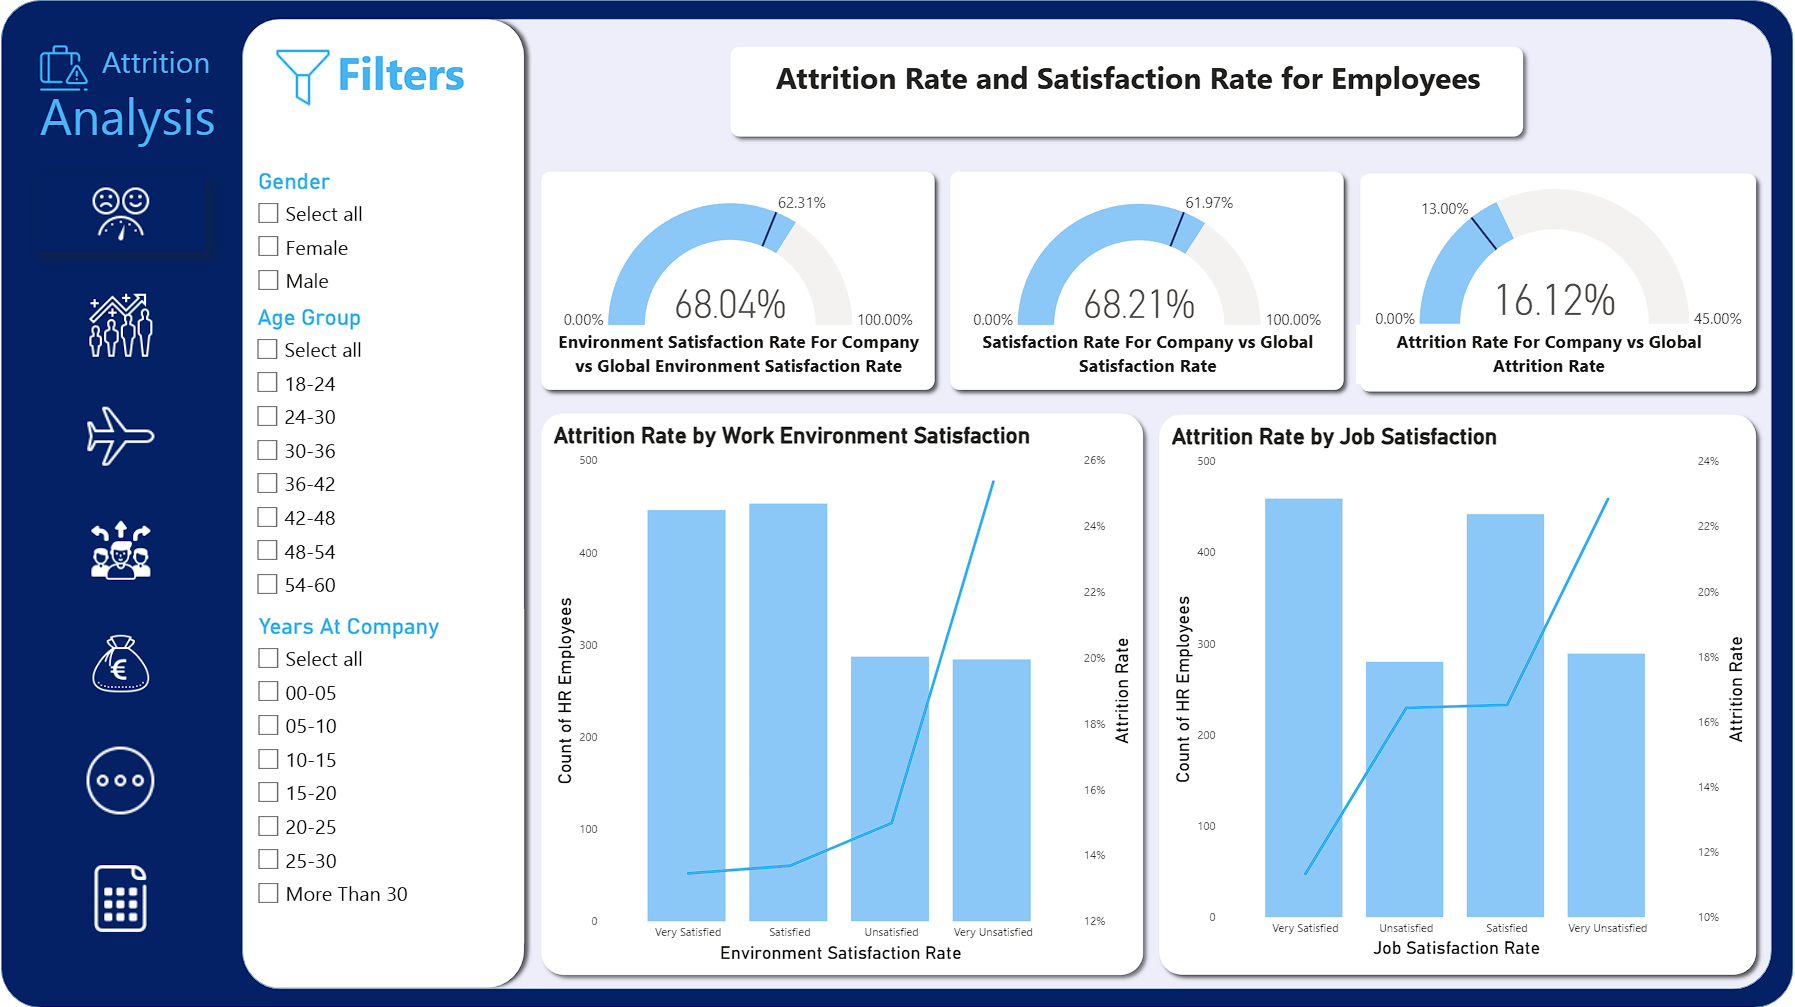 Attrition
Analysis
Filters
Gender
Select all
Female
Male
Age Group
Select all
18-24
24-30
30-36
36-42
42-48
48-54
54-60
Years At Company
Select all
00-05
05-10
10-15
15-20
20-25
25-30
More Than 30
Attrition Rate and Satisfaction Rate for Employees
62.31%
68.04%
0.00%
100.00%
Environment Satisfaction Rate For Company
vs Global Environment Satisfaction Rate
61.97%
68.21%
0.00%
100.00%
Satisfaction Rate For Company vs Global
Satisfaction Rate
13.00%
16.12%
0.00%
45.00%
Attrition Rate For Company vs Global
Attrition Rate
Attrition Rate by Work Environment Satisfaction
Count of HR Employees
500
400
300
200
100
0
26%
24%
22%
20%
18%
16%
14%
12%
Attrition Rate
Very Satisfied
Satisfied
Unsatisfied
Very Unsatisfied
Environment Satisfaction Rate
Attrition Rate by Job Satisfaction
Count of HR Employees
500
400
300
200
100
0
24%
22%
20%
18%
16%
14%
12%
10%
Attrition Rate
Very Satisfied
Unsatisfied
Satisfied
Very Unsatisfied
Job Satisfaction Rate
€